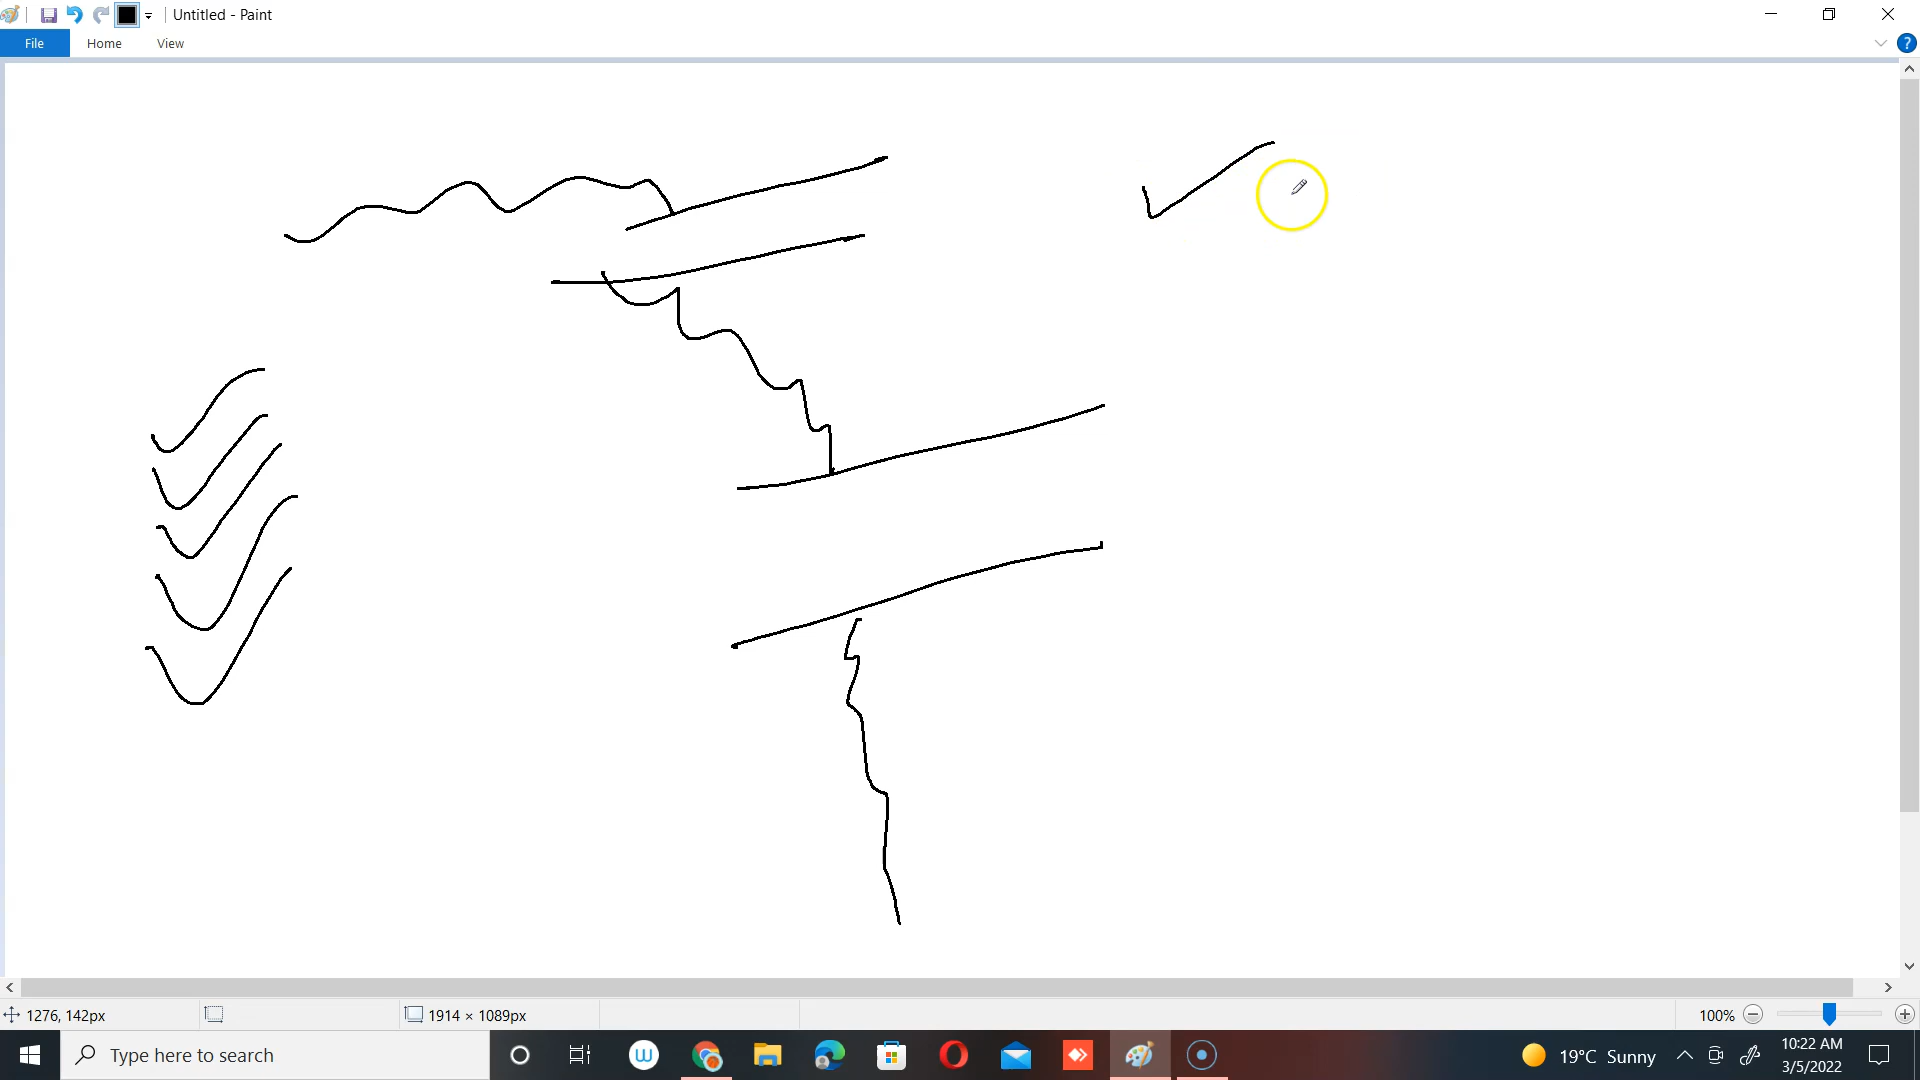 Untitled - Paint
File Home View ?
1276, 142px 1914 × 1089px 100%
Type here to search 19°C Sunny 10:22 AM
3/5/2022